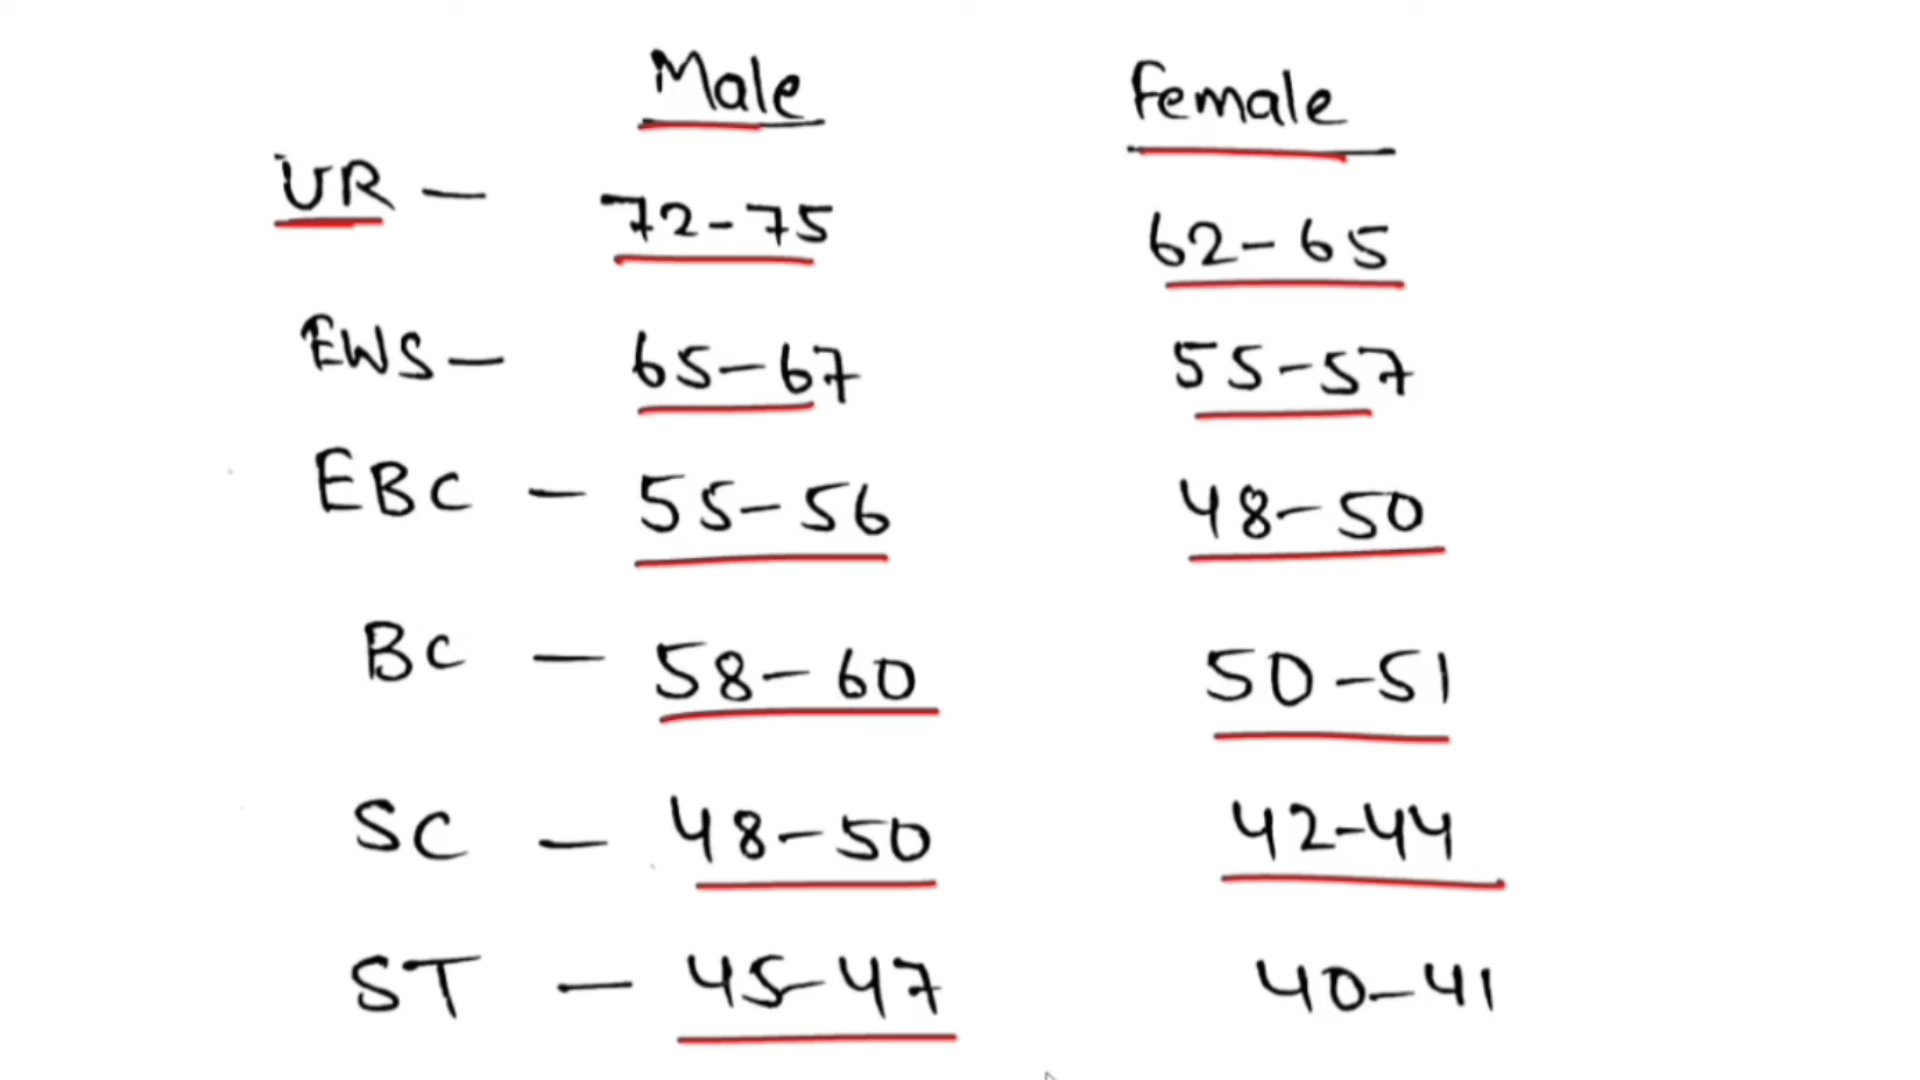 Male Female
UR - 72-75 62-65
EWS - 65-67 55-57
EBC - 55-56 48-50
BC - 58-60 50-51
SC - 48-50 42-44
ST - 45-47 40-41